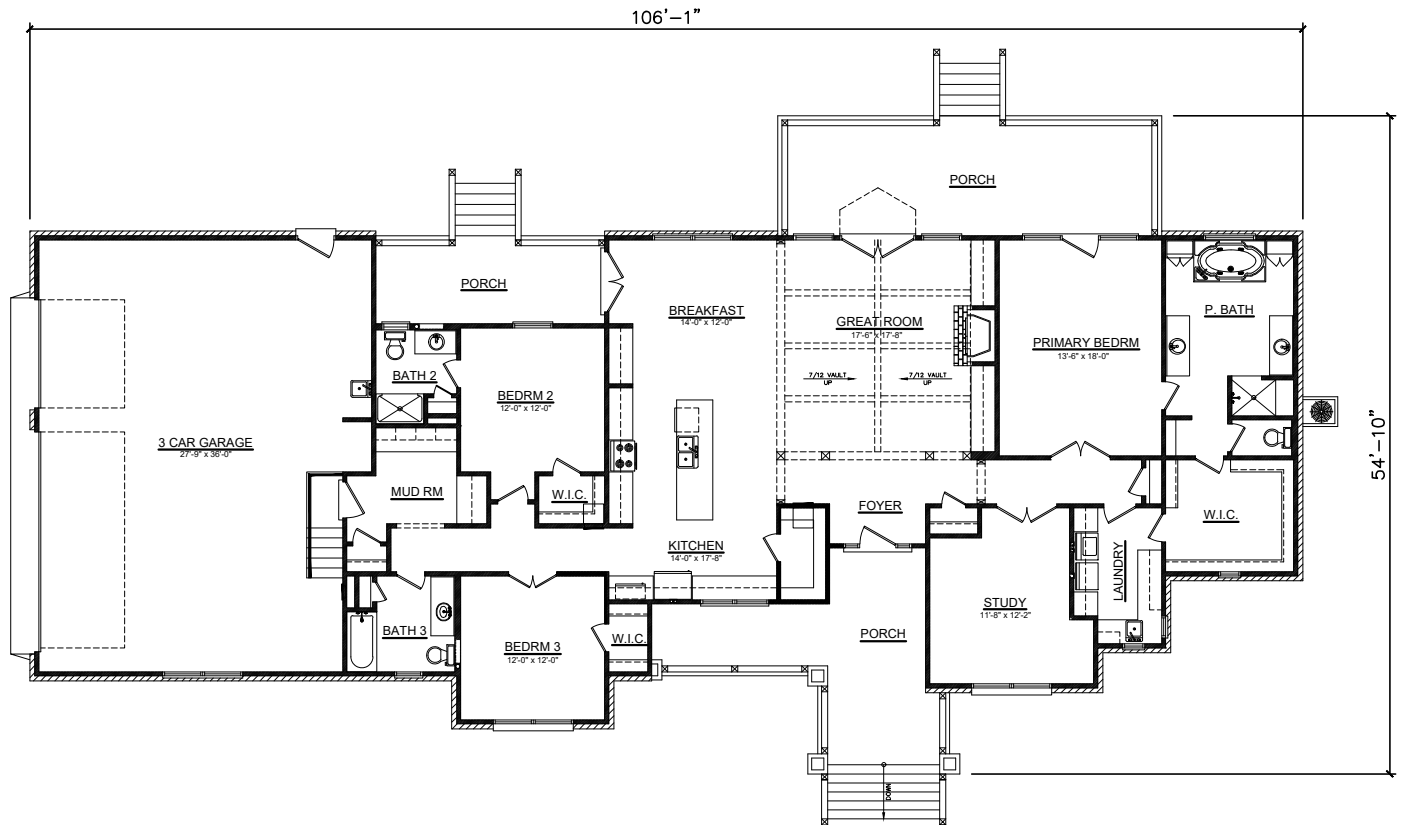 106'-1"
PORCH
PORCH
BREAKFAST
14'-0" x 12'-0"
GREAT ROOM
17'-6" x 17'-8"
7/12 VAULT
UP
7/12 VAULT
UP
PRIMARY BEDRM
13'-6" x 18'-0"
P. BATH
BATH 2
BEDRM 2
12'-0" x 12'-0"
3 CAR GARAGE
27'-9" x 36'-0"
54'-10"
MUD RM
W.I.C.
FOYER
W.I.C.
KITCHEN
14'-0" x 17'-8"
LAUNDRY
STUDY
11'-8" x 12'-2"
BATH 3
BEDRM 3
12'-0" x 12'-0"
W.I.C.
PORCH
DOWN